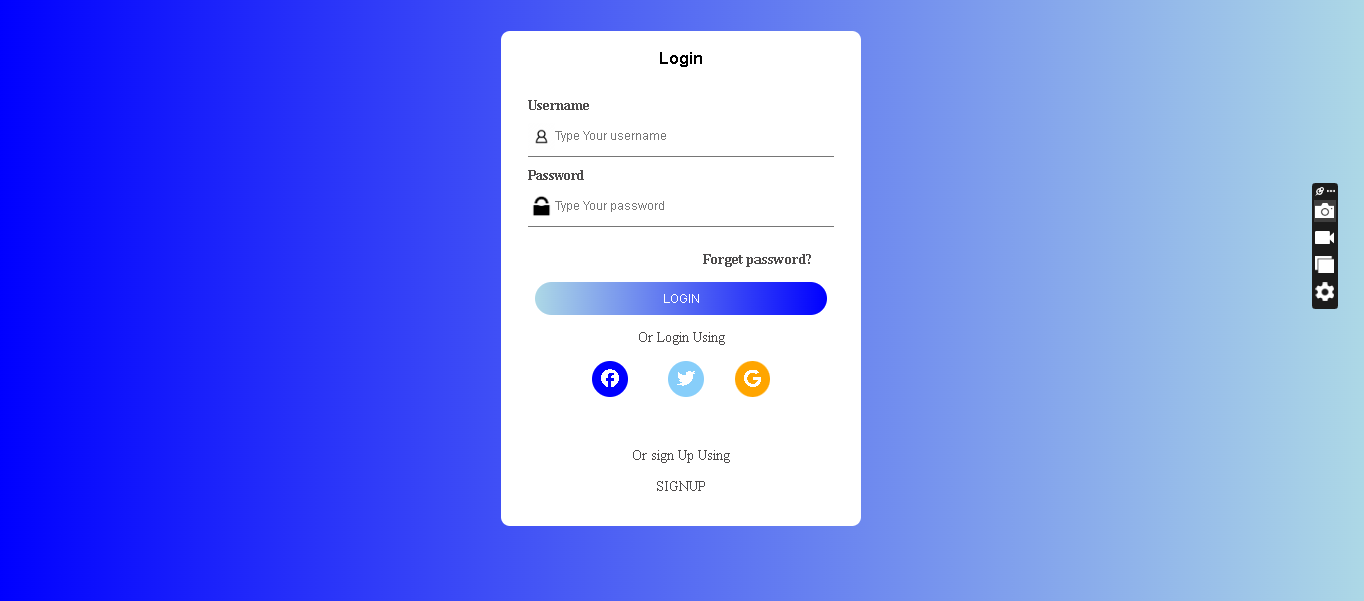 Login
Username
Type Your username
Password
Type Your password
Forget password?
LOGIN
Or Login Using
Or sign Up Using
SIGNUP